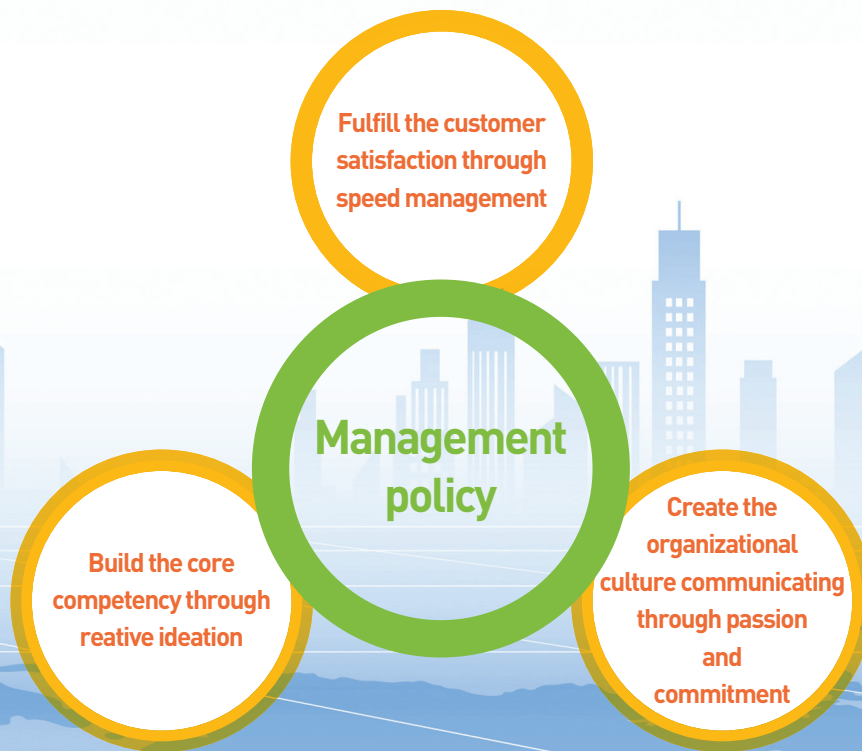 Fulfill the customer
satisfaction through
speed management
Management
policy
Build the core
competency through
reative ideation
Create the
organizational
culture communicating
through passion
and
commitment